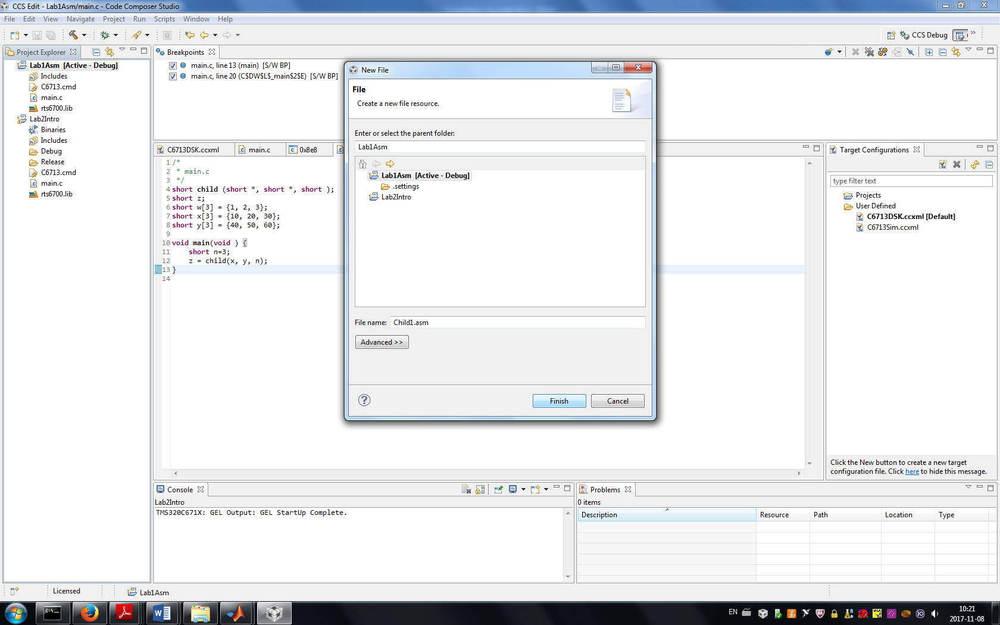 CCS Edit - Lab1Asm/main.c - Code Composer Studio
File Edit View Navigate Project Run Scripts Window Help
CCS Debug
Project Explorer
Lab1Asm [Active - Debug]
Includes
C6713.cmd
main.c
rts6700.lib
Lab2Intro
Binaries
Includes
Debug
Release
C6713.cmd
main.c
rts6700.lib
Breakpoints
main.c, line 13 (main) [S/W BP]
main.c, line 20 (C$DW$L$_main$2$E) [S/W BP]
C6713DSK.ccxml main.c 0x8e8
1 /*
2 * main.c
3 */
4 short child (short *, short *, short );
5 short z;
6 short w[3] = {1, 2, 3};
7 short x[3] = {10, 20, 30};
8 short y[3] = {40, 50, 60};
9
10 void main(void ) {
11 short n=3;
12 z = child(x, y, n);
13 }
14
New File
File
Create a new file resource.
Enter or select the parent folder:
Lab1Asm
Lab1Asm [Active - Debug]
.settings
Lab2Intro
File name: Child1.asm
Advanced >>
Finish Cancel
Target Configurations
type filter text
Projects
User Defined
C6713DSK.ccxml [Default]
C6713Sim.ccxml
Click the New button to create a new target
configuration file. Click here to hide this message.
Console
Lab2Intro
TMS320C671X: GEL Output: GEL StartUp Complete.
Problems
0 items
Description Resource Path Location Type
Licensed Lab1Asm
EN
10:21
2017-11-08